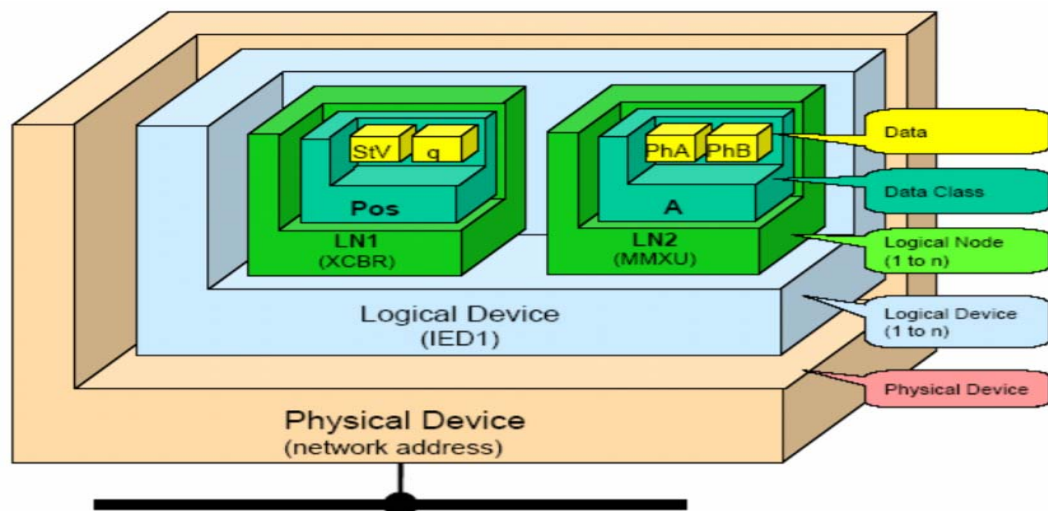 StV
q
Pos
LN1
(XCBR)
PhA
PhB
A
LN2
(MMXU)
Logical Device
(IED1)
Physical Device
(network address)
Data
Data Class
Logical Node
(1 to n)
Logical Device
(1 to n)
Physical Device